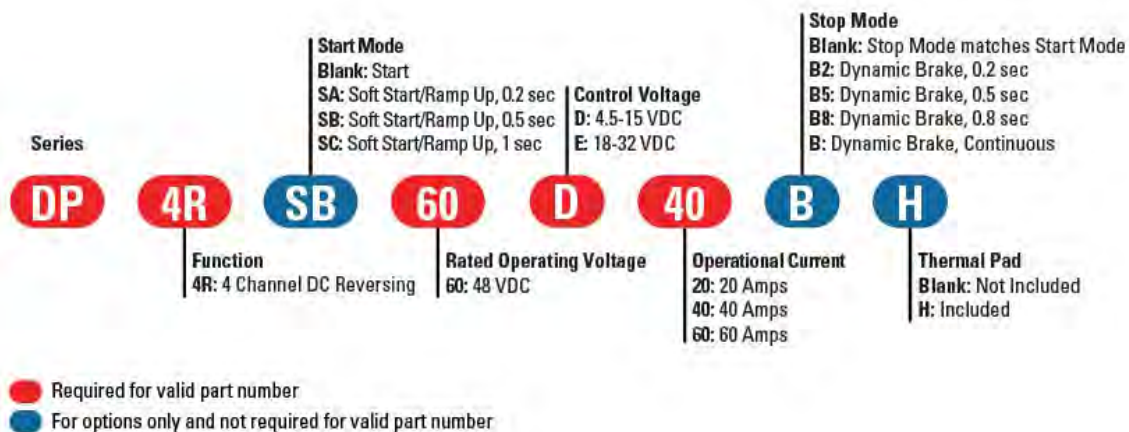 Start Mode
Blank: Start
SA: Soft Start/Ramp Up, 0.2 sec
SB: Soft Start/Ramp Up, 0.5 sec
SC: Soft Start/Ramp Up, 1 sec
Control Voltage
D: 4.5-15 VDC
E: 18-32 VDC
Stop Mode
Blank: Stop Mode matches Start Mode
B2: Dynamic Brake, 0.2 sec
B5: Dynamic Brake, 0.5 sec
B8: Dynamic Brake, 0.8 sec
B: Dynamic Brake, Continuous
Series
DP 4R SB 60 D 40 B H
Function
4R: 4 Channel DC Reversing
Rated Operating Voltage
60: 48 VDC
Operational Current
20: 20 Amps
40: 40 Amps
60: 60 Amps
Thermal Pad
Blank: Not Included
H: Included
Required for valid part number
For options only and not required for valid part number